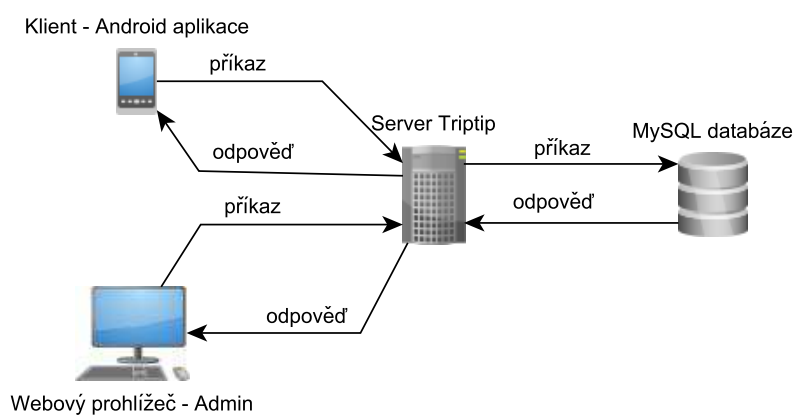 Klient - Android aplikace
příkaz
Server Triptip
MySQL databáze
odpověď
příkaz
příkaz
odpověď
odpověď
Webový prohlížeč - Admin